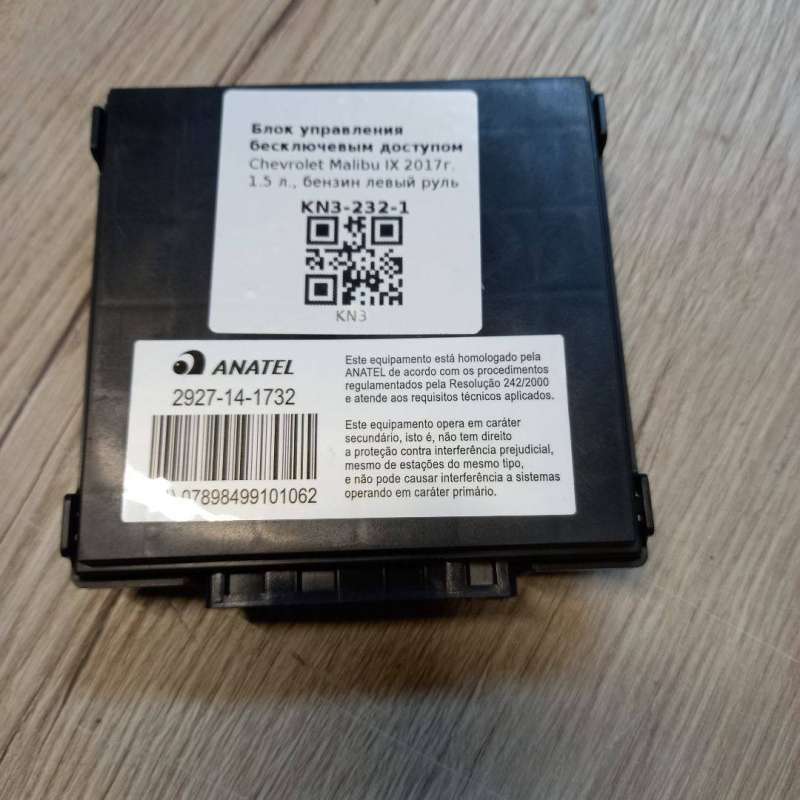 Блок управления
бесключевым доступом
Chevrolet Malibu IX 2017г.
1.5 л., бензин левый руль
KN3-232-1
KN3
ANATEL
2927-14-1732
07898499101062
Este equipamento está homologado pela
ANATEL de acordo com os procedimentos
regulamentados pela Resolução 242/2000
e atende aos requisitos técnicos aplicados.
Este equipamento opera em caráter
secundário, isto é, não tem direito
a proteção contra interferência prejudicial,
mesmo de estações do mesmo tipo,
e não pode causar interferência a sistemas
operando em caráter primário.